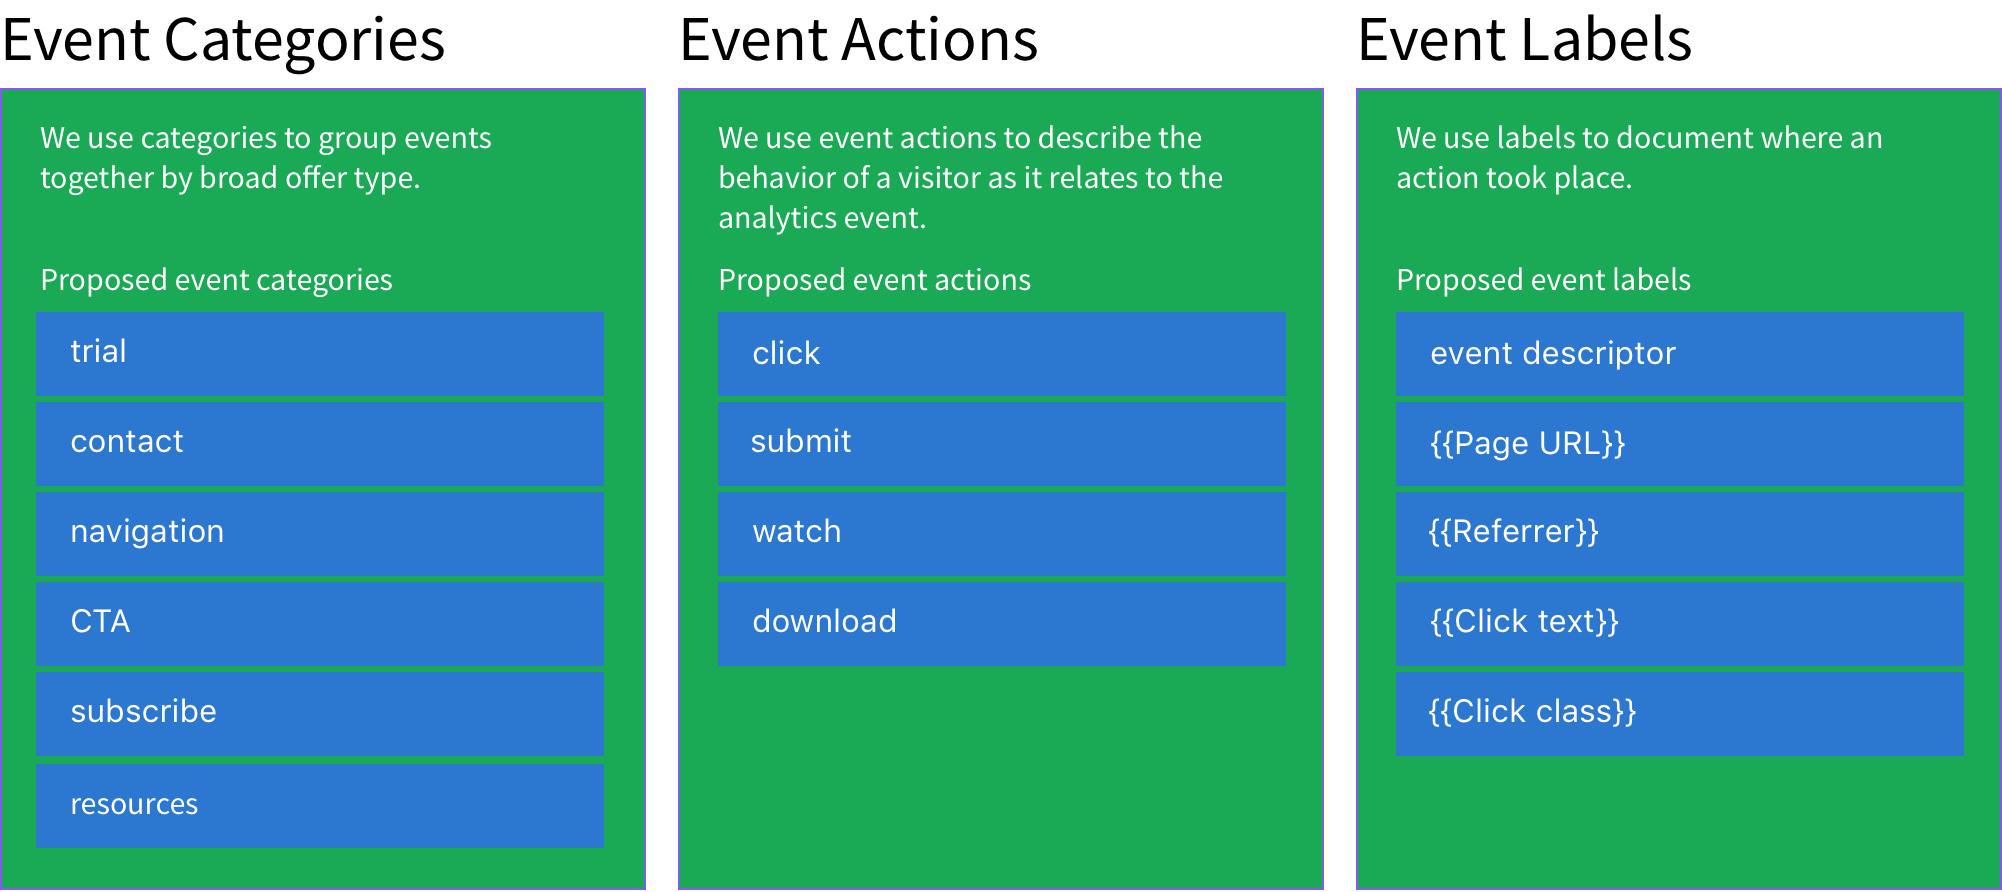 Event Categories
We use categories to group events
together by broad offer type.
Proposed event categories
trial
contact
navigation
CTA
subscribe
resources
Event Actions
We use event actions to describe the
behavior of a visitor as it relates to the
analytics event.
Proposed event actions
click
submit
watch
download
Event Labels
We use labels to document where an
action took place.
Proposed event labels
event descriptor
{{Page URL}}
{{Referrer}}
{{Click text}}
{{Click class}}